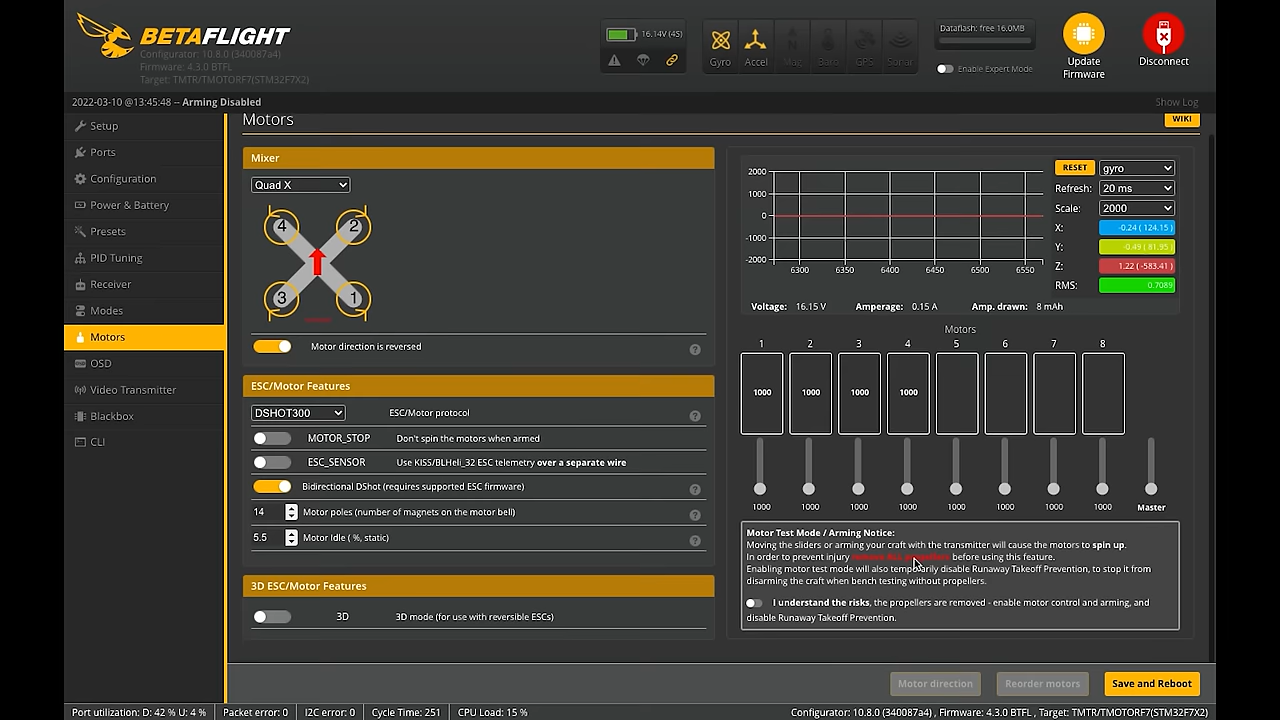 BETAFLIGHT
Configurator: 10.8.0 (340087a4)
Firmware: 4.3.0 BTFL
Target: TMTR/TMOTORF7(STM32F7X2)
16.14V (4S)
Gyro
Accel
Mag
Baro
GPS
Sonar
Dataflash: free 16.0MB
Enable Expert Mode
Update
Firmware
Disconnect
2022-03-10 @13:45:48 -- Arming Disabled
Show Log
Setup
Ports
Configuration
Power & Battery
Presets
PID Tuning
Receiver
Modes
Motors
OSD
Video Transmitter
Blackbox
CLI
Motors
WIKI
Mixer
Quad X
4
2
3
1
Motor direction is reversed
ESC/Motor Features
DSHOT300
ESC/Motor protocol
MOTOR_STOP Don't spin the motors when armed
ESC_SENSOR Use KISS/BLHeli_32 ESC telemetry over a separate wire
Bidirectional DShot (requires supported ESC firmware)
14 Motor poles (number of magnets on the motor bell)
5.5 Motor Idle ( %, static)
3D ESC/Motor Features
3D 3D mode (for use with reversible ESCs)
2000
1000
0
-1000
-2000
6300 6350 6400 6450 6500 6550
RESET gyro
Refresh: 20 ms
Scale: 2000
X: -0.24 ( 124.15)
Y: -0.49 ( 81.95)
Z: 1.22 ( -583.41)
RMS: 0.7089
Voltage: 16.15 V Amperage: 0.15 A Amp. drawn: 8 mAh
Motors
1 2 3 4 5 6 7 8
1000 1000 1000 1000
1000 1000 1000 1000 1000 1000 1000 1000 Master
Motor Test Mode / Arming Notice:
Moving the sliders or arming your craft with the transmitter will cause the motors to spin up.
In order to prevent injury before using this feature.
Enabling motor test mode will also temporarily disable Runaway Takeoff Prevention, to stop it from
disarming the craft when bench testing without propellers.
I understand the risks, the propellers are removed - enable motor control and arming, and
disable Runaway Takeoff Prevention.
Motor direction
Reorder motors
Save and Reboot
Port utilization: D: 42 % U: 4 %
Packet error: 0
I2C error: 0
Cycle Time: 251
CPU Load: 15 %
Configurator: 10.8.0 (340087a4) , Firmware: 4.3.0 BTFL , Target: TMTR/TMOTORF7(STM32F7X2)